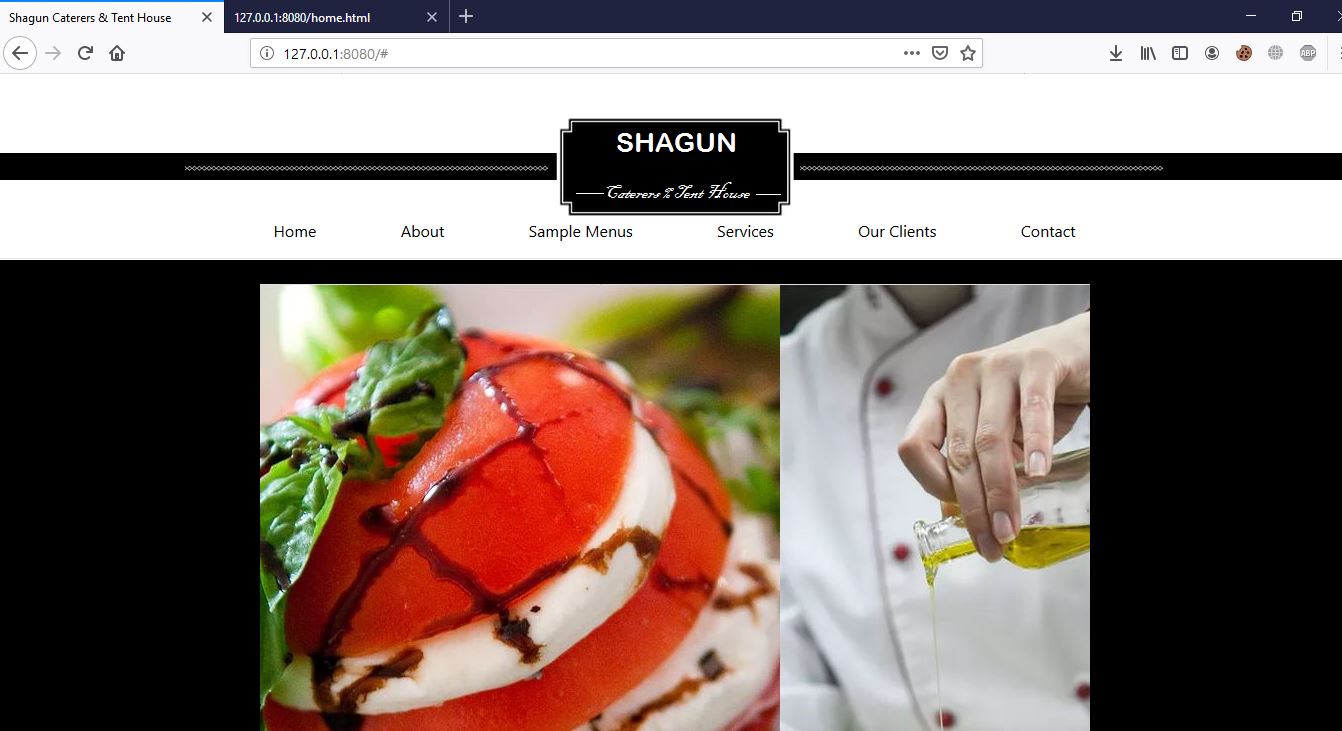 Shagun Caterers & Tent House
127.0.0.1:8080/home.html
127.0.0.1:8080/#
ABP
SHAGUN
Caterers & Tent House
Home About Sample Menus Services Our Clients Contact